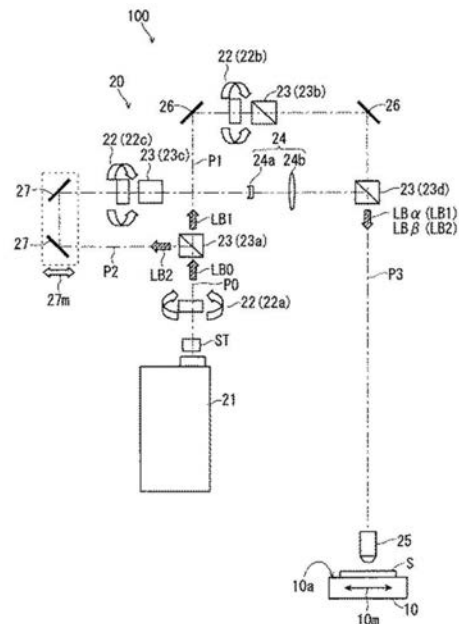 100
20
22 (22b)
23 (23b)
26
26
22 (22c)
23 (23c)
24
24a 24b
27
P1
23 (23d)
LB1
LBα (LB1)
LBβ (LB2)
27
23 (23a)
P2
LB2
LB0
P3
27m
P0
22 (22a)
ST
21
25
S
10a
10m
10